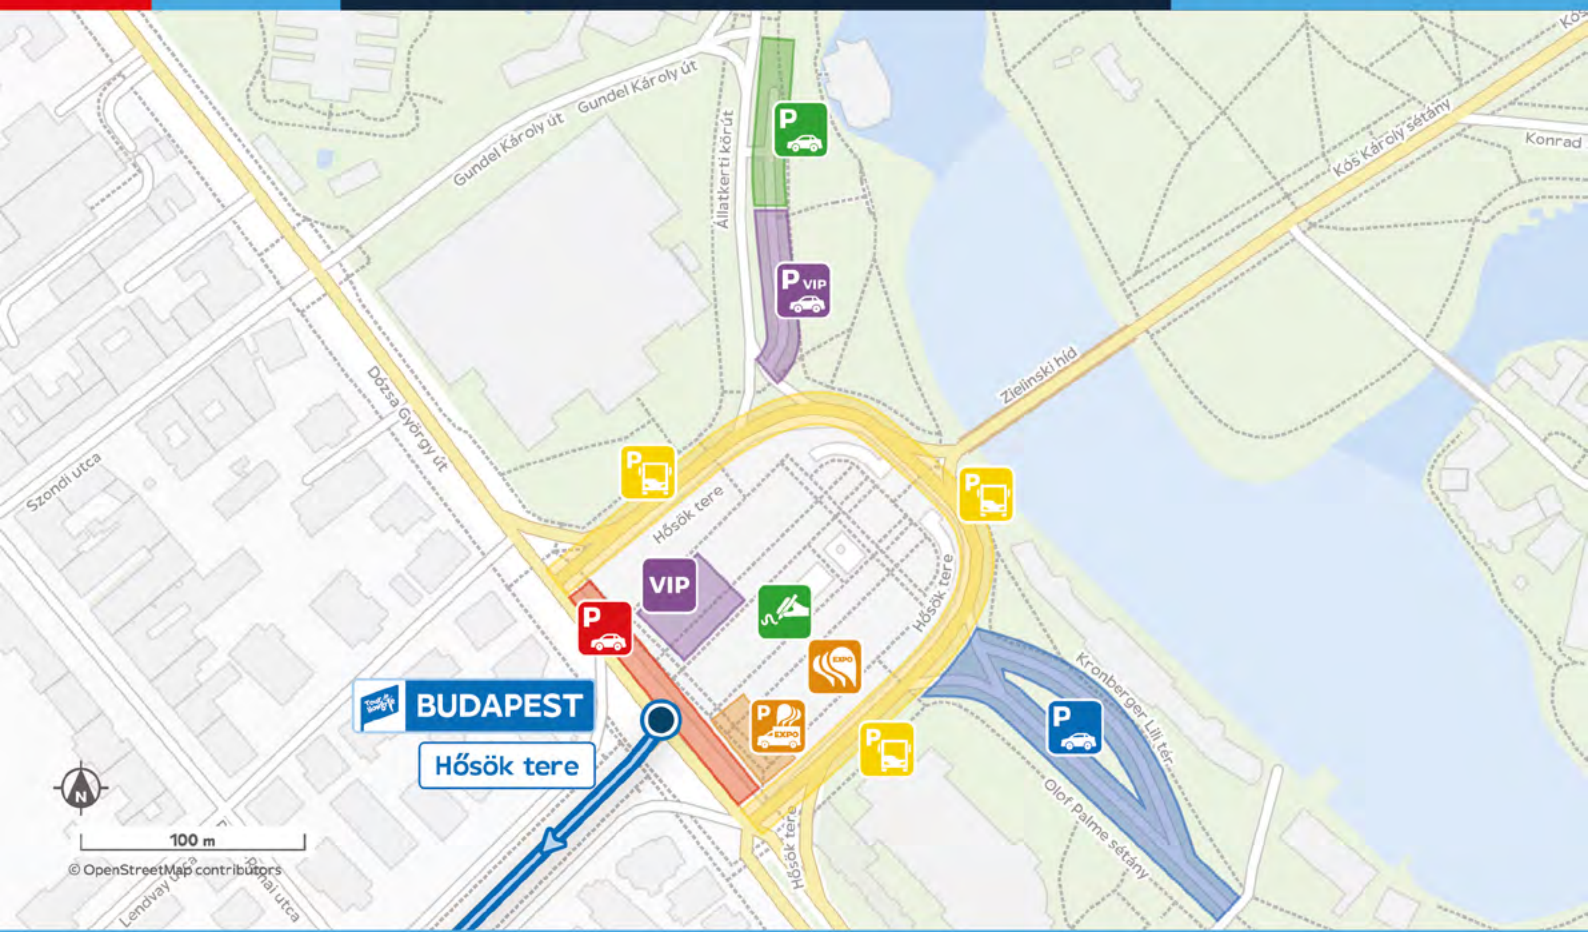 Kós
Gundel Károly út
Gundel Károly út
Állatkerti körút
P
Kós Károly sétány
Konrad
P VIP
Zielinski híd
Dózsa György út
Szondi utca
P
P
Hősök tere
VIP
Hősök tere
P
EXPO
Kronberger Lili tér
BUDAPEST
P
EXPO
P
P
Hősök tere
Olof Palme sétány
N
100 m
Hősök tere
© OpenStreetMap contributors
Lendvay utca
utca